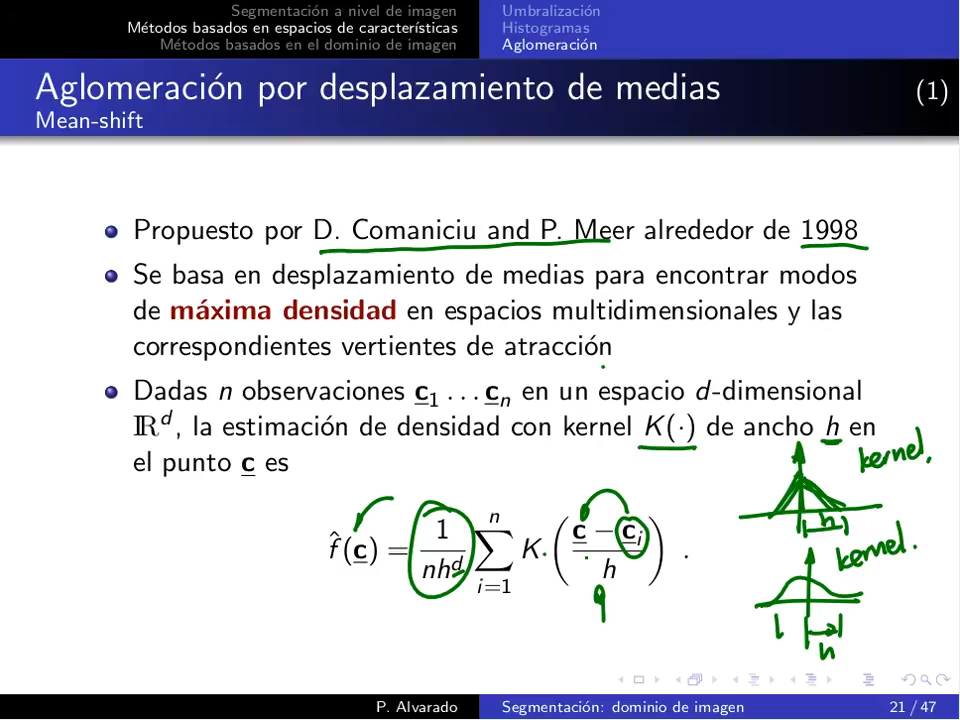 Segmentación a nivel de imagen
Métodos basados en espacios de características
Métodos basados en el dominio de imagen
Umbralización
Histogramas
Aglomeración
Aglomeración por desplazamiento de medias (1)
Mean-shift
Propuesto por D. Comaniciu and P. Meer alrededor de 1998
Se basa en desplazamiento de medias para encontrar modos
de máxima densidad en espacios multidimensionales y las
correspondientes vertientes de atracción
Dadas n observaciones c₁ … cₙ en un espacio d-dimensional
ℝᵈ, la estimación de densidad con kernel K(·) de ancho h en
el punto c es
f̂(c) = 1/(nhᵈ) ∑ᵢ₌₁ⁿ K ((c − cᵢ)/h) .
kernel.
h
kernel.
h
P. Alvarado
Segmentación: dominio de imagen
21 / 47